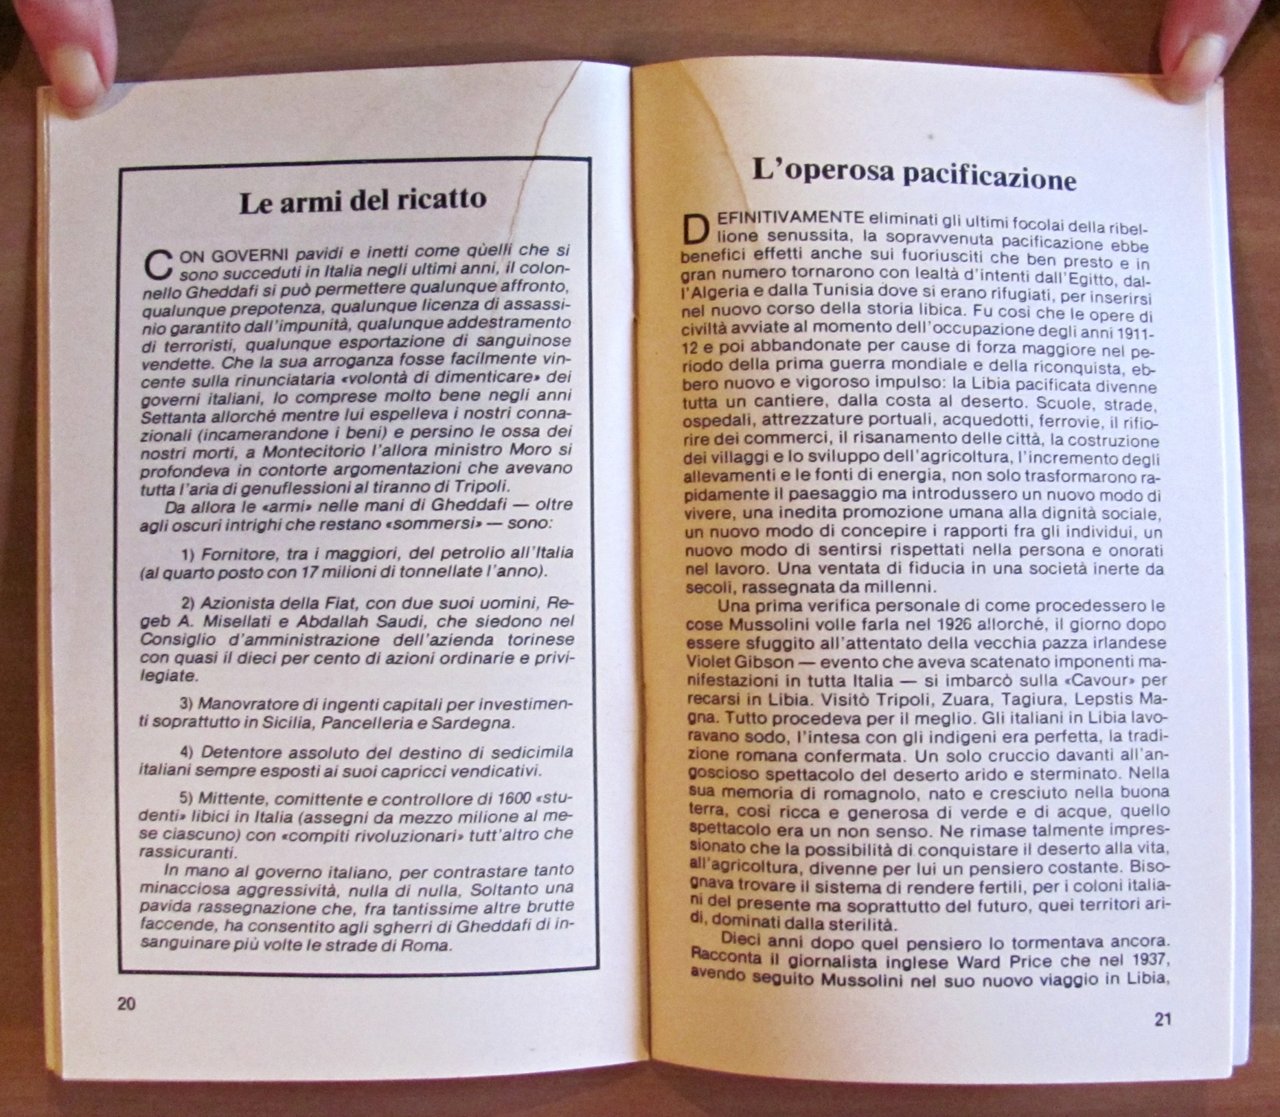 Le armi del ricatto
CON GOVERNI pavidi e inetti come quelli che si
sono succeduti in Italia negli ultimi anni, il colon-
nello Gheddafi si può permettere qualunque affronto,
qualunque prepotenza, qualunque licenza di assassi-
nio garantito dall'impunità, qualunque addestramento
di terroristi, qualunque esportazione di sanguinose
vendette. Che la sua arroganza fosse facilmente vin-
cente sulla rinunciataria «volontà di dimenticare» dei
governi italiani, lo comprese molto bene negli anni
Settanta allorché mentre lui espelleva i nostri conna-
zionali (incamerandone i beni) e persino le ossa dei
nostri morti, a Montecitorio l'allora ministro Moro si
profondeva in contorte argomentazioni che avevano
tutta l'aria di genuflessioni al tiranno di Tripoli.
Da allora le «armi» nelle mani di Gheddafi — oltre
agli oscuri intrighi che restano «sommersi» — sono:
1) Fornitore, tra i maggiori, del petrolio all'Italia
(al quarto posto con 17 milioni di tonnellate l'anno).
2) Azionista della Fiat, con due suoi uomini, Re-
geb A. Misellati e Abdallah Saudi, che siedono nel
Consiglio d'amministrazione dell'azienda torinese
con quasi il dieci per cento di azioni ordinarie e privi-
legiate.
3) Manovratore di ingenti capitali per investimen-
ti soprattutto in Sicilia, Pancelleria e Sardegna.
4) Detentore assoluto del destino di sedicimila
italiani sempre esposti ai suoi capricci vendicativi.
5) Mittente, comittente e controllore di 1600 «stu-
denti» libici in Italia (assegni da mezzo milione al me-
se ciascuno) con «compiti rivoluzionari» tutt'altro che
rassicuranti.
In mano al governo italiano, per contrastare tanto
minacciosa aggressività, nulla di nulla, Soltanto una
pavida rassegnazione che, fra tantissime altre brutte
faccende, ha consentito agli sgherri di Gheddafi di in-
sanguinare più volte le strade di Roma.
20
L'operosa pacificazione
DEFINITIVAMENTE eliminati gli ultimi focolai della ribel-
lione senussita, la sopravvenuta pacificazione ebbe
benefici effetti anche sui fuoriusciti che ben presto e in
gran numero tornarono con lealtà d'intenti dall'Egitto, dal-
l'Algeria e dalla Tunisia dove si erano rifugiati, per inserirsi
nel nuovo corso della storia libica. Fu così che le opere di
civiltà avviate al momento dell'occupazione degli anni 1911-
12 e poi abbandonate per cause di forza maggiore nel pe-
riodo della prima guerra mondiale e della riconquista, eb-
bero nuovo e vigoroso impulso: la Libia pacificata divenne
tutta un cantiere, dalla costa al deserto. Scuole, strade,
ospedali, attrezzature portuali, acquedotti, ferrovie, il rifio-
rire dei commerci, il risanamento delle città, la costruzione
dei villaggi e lo sviluppo dell'agricoltura, l'incremento degli
allevamenti e le fonti di energia, non solo trasformarono ra-
pidamente il paesaggio ma introdussero un nuovo modo di
vivere, una inedita promozione umana alla dignità sociale,
un nuovo modo di concepire i rapporti fra gli individui, un
nuovo modo di sentirsi rispettati nella persona e onorati
nel lavoro. Una ventata di fiducia in una società inerte da
secoli, rassegnata da millenni.
Una prima verifica personale di come procedessero le
cose Mussolini volle farla nel 1926 allorché, il giorno dopo
essere sfuggito all'attentato della vecchia pazza irlandese
Violet Gibson — evento che aveva scatenato imponenti ma-
nifestazioni in tutta Italia — si imbarcò sulla «Cavour» per
recarsi in Libia. Visitò Tripoli, Zuara, Tagiura, Lepstis Ma-
gna. Tutto procedeva per il meglio. Gli italiani in Libia lavo-
ravano sodo, l'intesa con gli indigeni era perfetta, la tradi-
zione romana confermata. Un solo cruccio davanti all'an-
goscioso spettacolo del deserto arido e sterminato. Nella
sua memoria di romagnolo, nato e cresciuto nella buona
terra, così ricca e generosa di verde e di acque, quello
spettacolo era un non senso. Ne rimase talmente impres-
sionato che la possibilità di conquistare il deserto alla vita,
all'agricoltura, divenne per lui un pensiero costante. Biso-
gnava trovare il sistema di rendere fertili, per i coloni italia-
ni del presente ma soprattutto del futuro, quei territori ari-
di, dominati dalla sterilità.
Dieci anni dopo quel pensiero lo tormentava ancora.
Racconta il giornalista inglese Ward Price che nel 1937,
avendo seguito Mussolini nel suo nuovo viaggio in Libia,
21